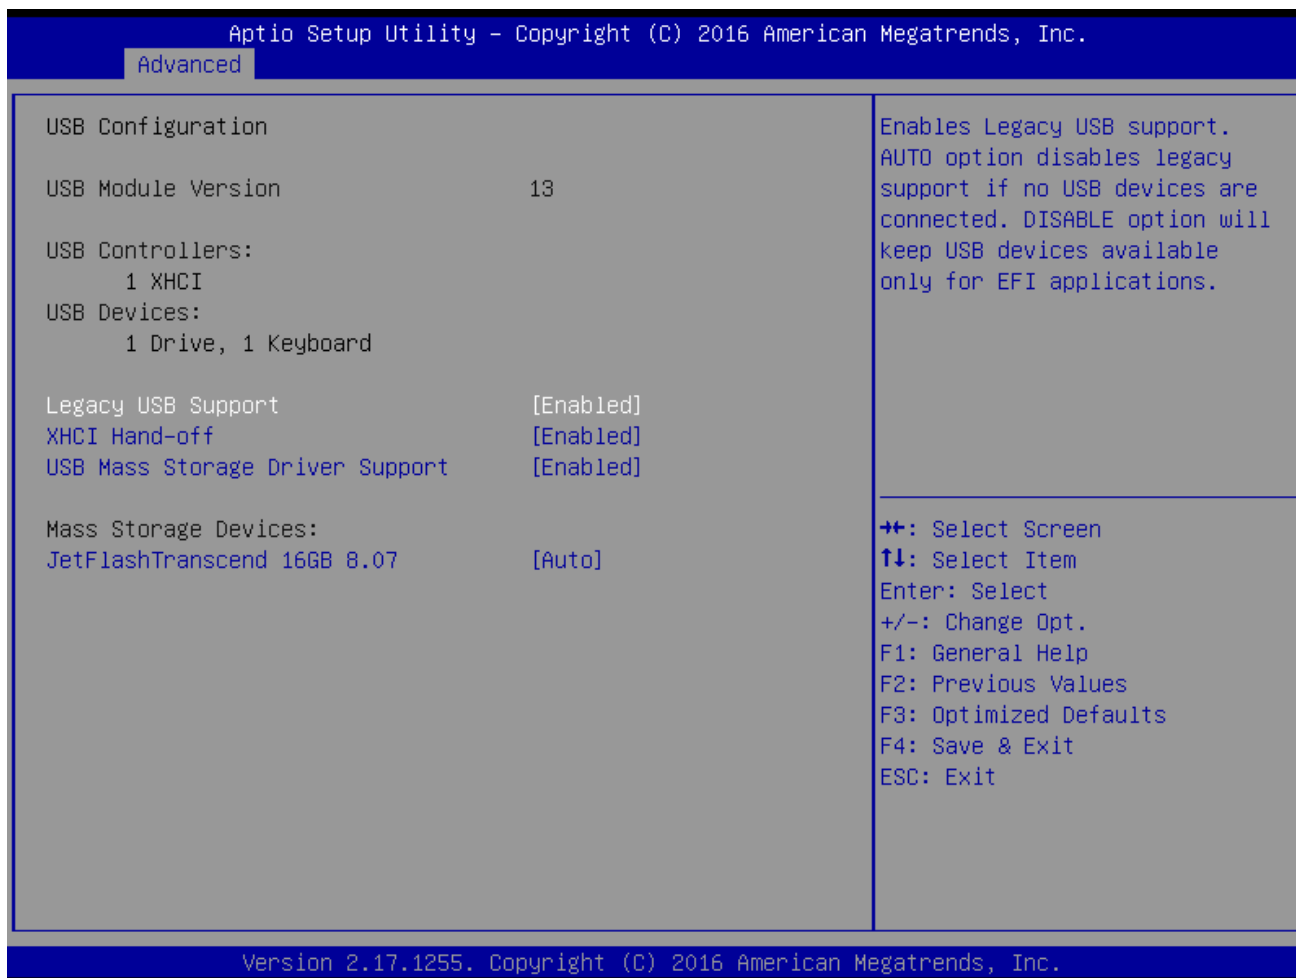 Aptio Setup Utility – Copyright (C) 2016 American Megatrends, Inc.
Advanced
USB Configuration
USB Module Version 13
USB Controllers:
1 XHCI
USB Devices:
1 Drive, 1 Keyboard
Legacy USB Support [Enabled]
XHCI Hand-off [Enabled]
USB Mass Storage Driver Support [Enabled]
Mass Storage Devices:
JetFlashTranscend 16GB 8.07 [Auto]
Enables Legacy USB support.
AUTO option disables legacy
support if no USB devices are
connected. DISABLE option will
keep USB devices available
only for EFI applications.
→←: Select Screen
↑↓: Select Item
Enter: Select
+/-: Change Opt.
F1: General Help
F2: Previous Values
F3: Optimized Defaults
F4: Save & Exit
ESC: Exit
Version 2.17.1255. Copyright (C) 2016 American Megatrends, Inc.